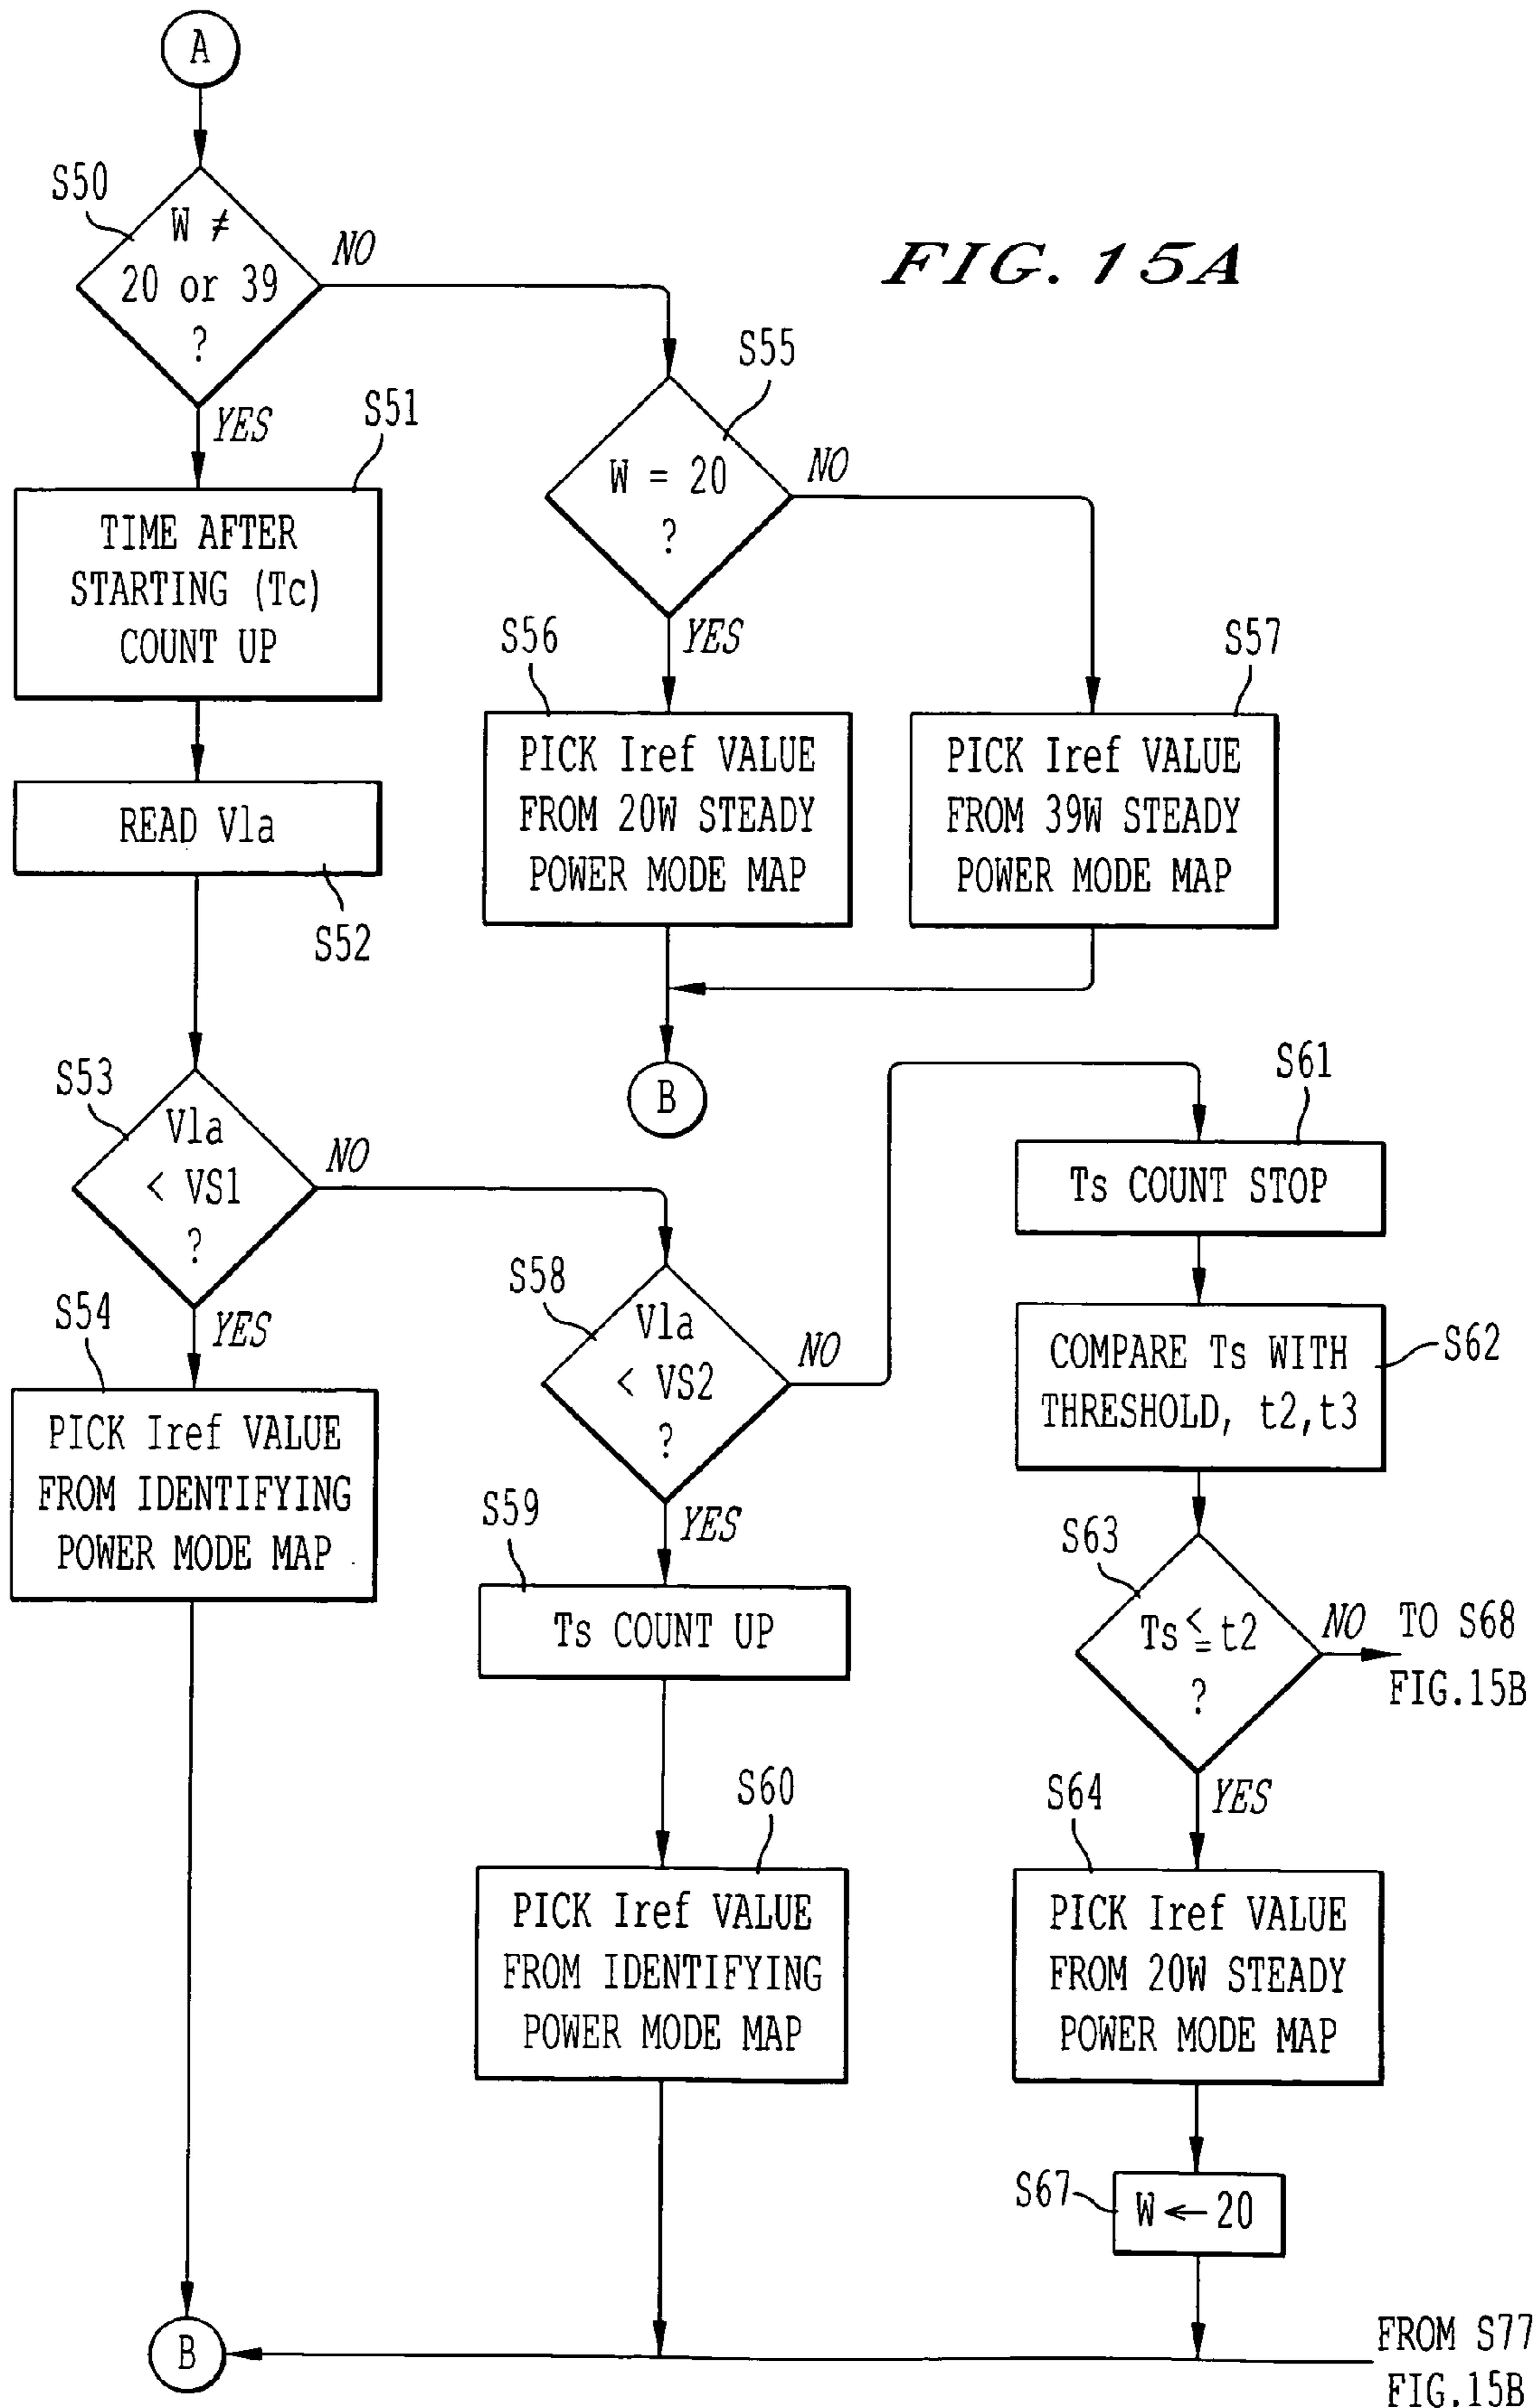 A
S50
W ≠
20 or 39
?
NO
YES
FIG. 15A
S51
TIME AFTER
STARTING (Tc)
COUNT UP
S55
W = 20
?
NO
YES
READ Vla
S52
S56
PICK Iref VALUE
FROM 20W STEADY
POWER MODE MAP
S57
PICK Iref VALUE
FROM 39W STEADY
POWER MODE MAP
B
S53
Vla
< VS1
?
NO
YES
S54
PICK Iref VALUE
FROM IDENTIFYING
POWER MODE MAP
S58
Vla
< VS2
?
NO
YES
S59
Ts COUNT UP
S60
PICK Iref VALUE
FROM IDENTIFYING
POWER MODE MAP
S61
Ts COUNT STOP
S62
COMPARE Ts WITH
THRESHOLD, t2,t3
S63
Ts ≦ t2
?
NO
TO S68
FIG.15B
YES
S64
PICK Iref VALUE
FROM 20W STEADY
POWER MODE MAP
S67
W ← 20
B
FROM S77
FIG.15B